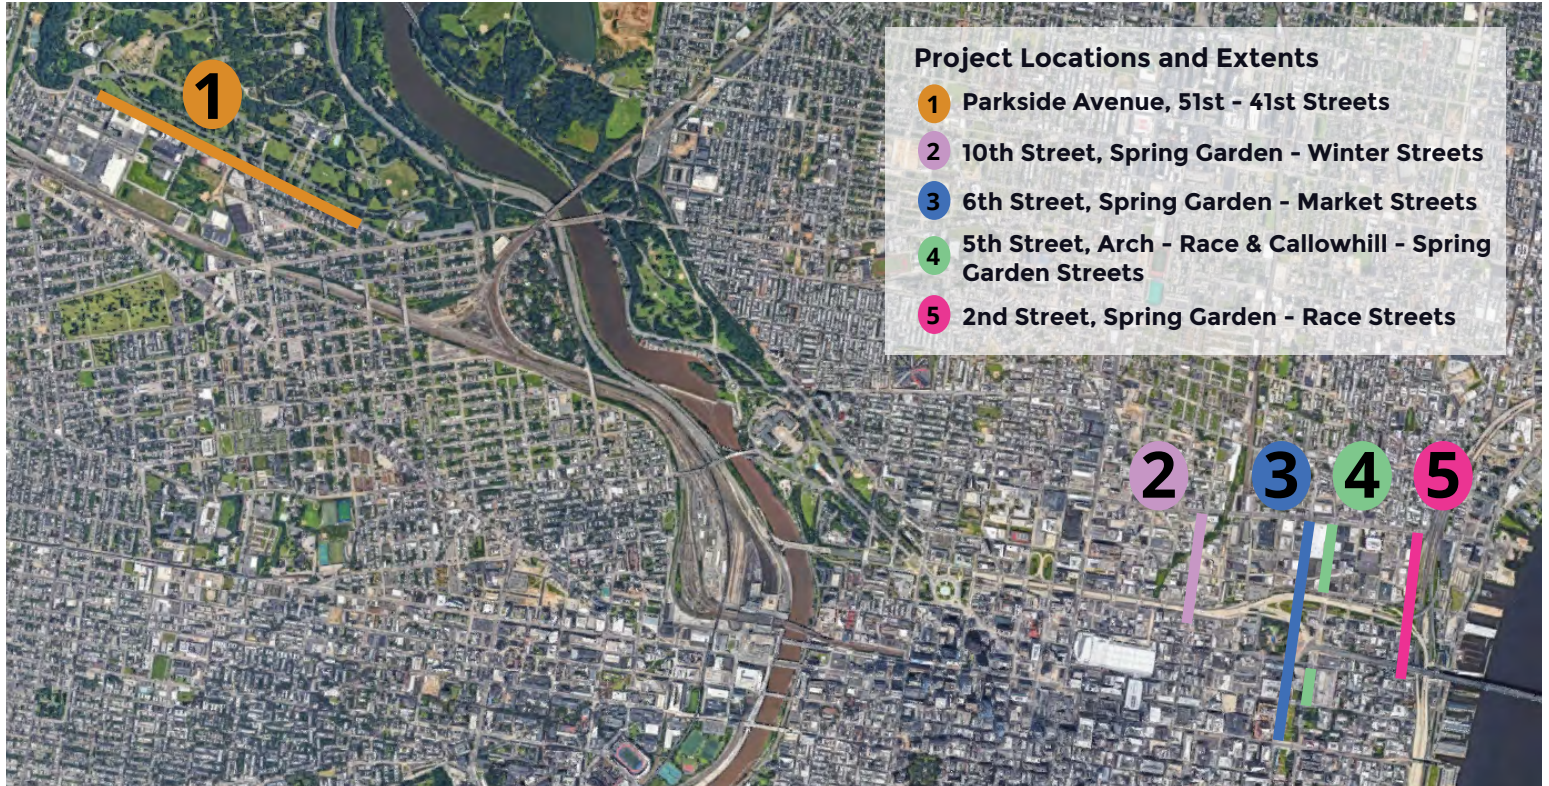 Project Locations and Extents
1 Parkside Avenue, 51st - 41st Streets
2 10th Street, Spring Garden - Winter Streets
3 6th Street, Spring Garden - Market Streets
4 5th Street, Arch - Race & Callowhill - Spring
Garden Streets
5 2nd Street, Spring Garden - Race Streets
1
2
3
4
5